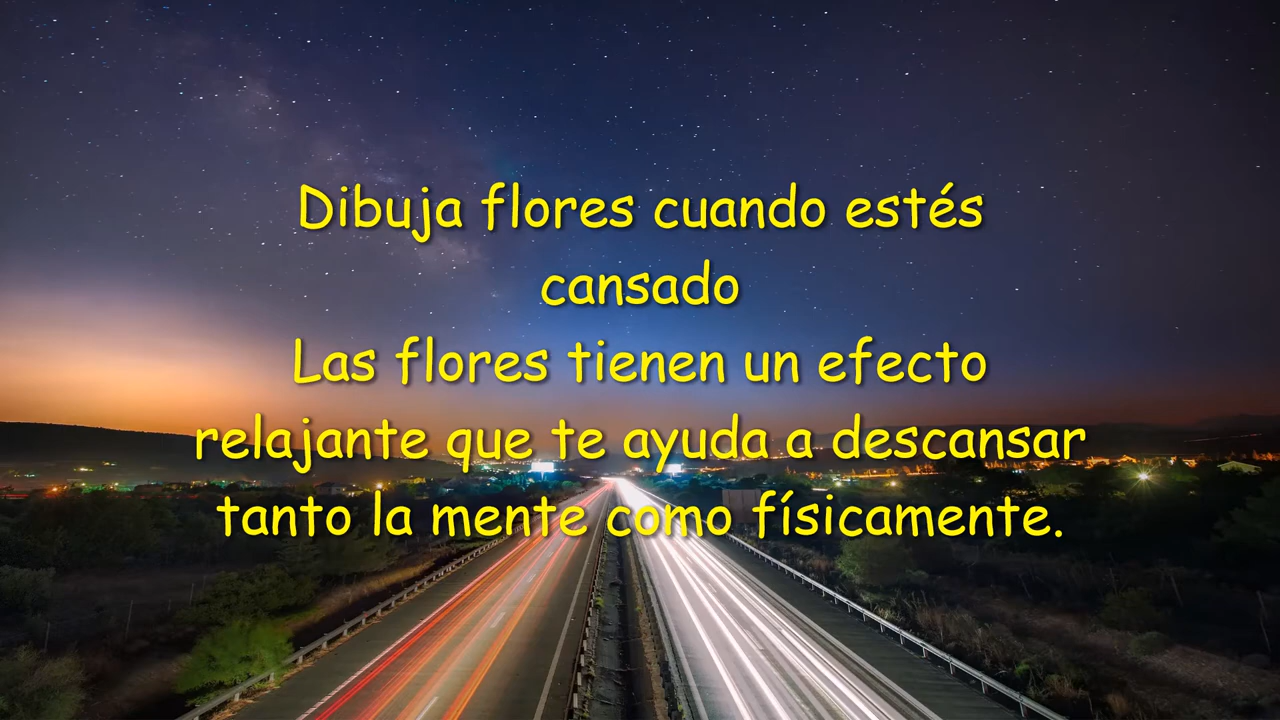 Dibuja flores cuando estés
cansado
Las flores tienen un efecto
relajante que te ayuda a descansar
tanto la mente como físicamente.